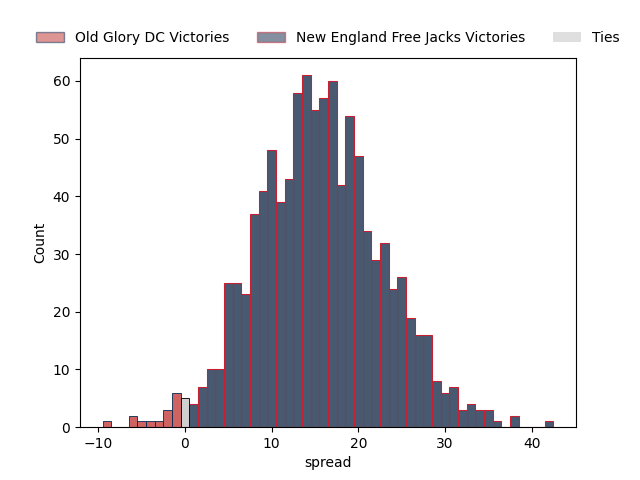 Old Glory DC Victories New England Free Jacks Victories Ties
60
50
40
30
20
10
0
Count
−10 0 10 20 30 40
spread